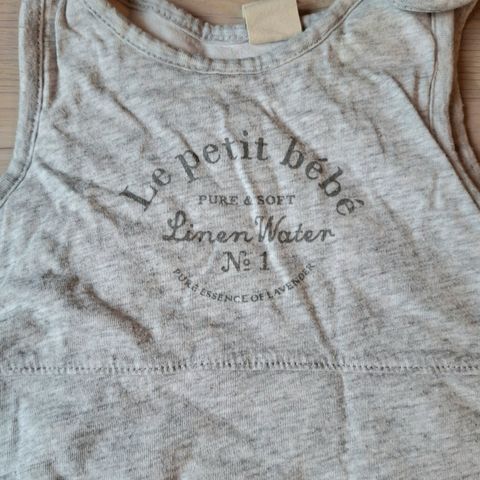 Le petit bébé
PURE & SOFT
Linen Water
No 1
PURE ESSENCE OF LAVENDER